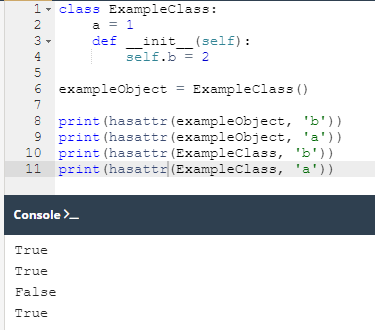 1 class ExampleClass:
2     a = 1
3     def __init__(self):
4         self.b = 2
5
6 exampleObject = ExampleClass()
7
8 print(hasattr(exampleObject, 'b'))
9 print(hasattr(exampleObject, 'a'))
10 print(hasattr(ExampleClass, 'b'))
11 print(hasattr(ExampleClass, 'a'))
Console >_
True
True
False
True